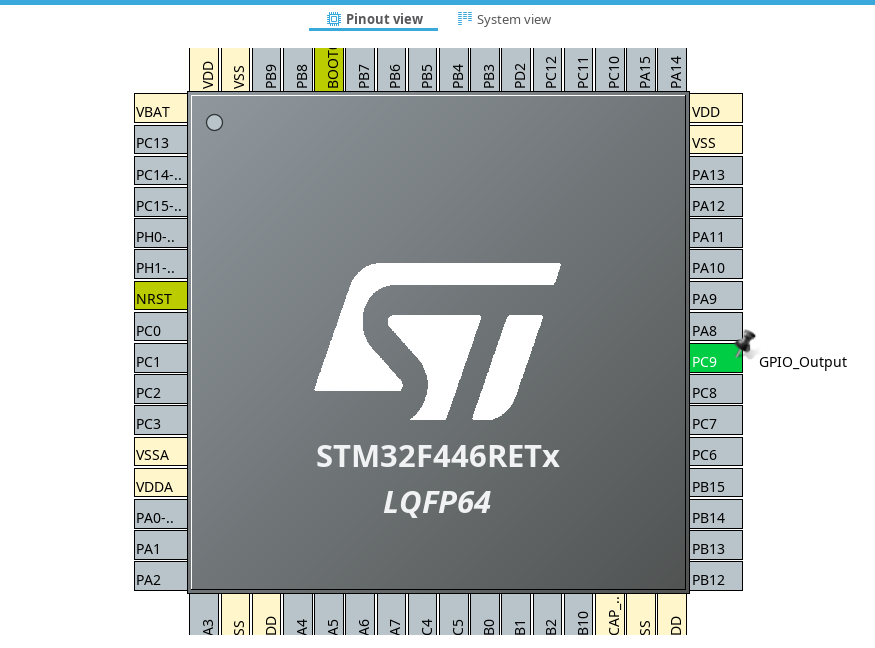 Pinout view
System view
VDD
VSS
PB9
PB8
BOOT
PB7
PB6
PB5
PB4
PB3
PD2
PC12
PC11
PC10
PA15
PA14
VBAT
PC13
PC14-..
PC15-..
PH0-..
PH1-..
NRST
PC0
PC1
PC2
PC3
VSSA
VDDA
PA0-..
PA1
PA2
VDD
VSS
PA13
PA12
PA11
PA10
PA9
PA8
PC9
GPIO_Output
PC8
PC7
PC6
PB15
PB14
PB13
PB12
ST
STM32F446RETx
LQFP64
A3
SS
DD
A4
A5
A6
A7
C4
C5
B0
B1
B2
B10
CAP_..
SS
DD